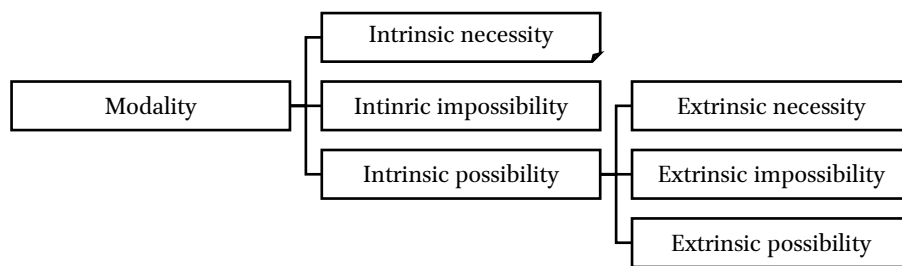 Intrinsic necessity
Modality
Intinric impossibility
Extrinsic necessity
Intrinsic possibility
Extrinsic impossibility
Extrinsic possibility